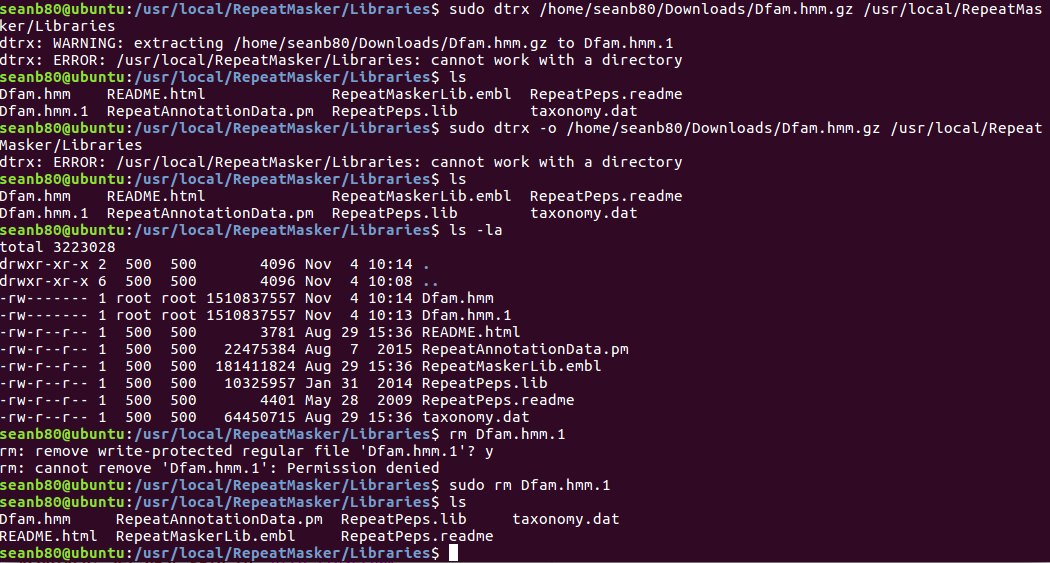 seanb80@ubuntu:/usr/local/RepeatMasker/Libraries$ sudo dtrx /home/seanb80/Downloads/Dfam.hmm.gz /usr/local/RepeatMas
ker/Libraries
dtrx: WARNING: extracting /home/seanb80/Downloads/Dfam.hmm.gz to Dfam.hmm.1
dtrx: ERROR: /usr/local/RepeatMasker/Libraries: cannot work with a directory
seanb80@ubuntu:/usr/local/RepeatMasker/Libraries$ ls
Dfam.hmm    README.html              RepeatMaskerLib.embl  RepeatPeps.readme
Dfam.hmm.1  RepeatAnnotationData.pm  RepeatPeps.lib        taxonomy.dat
seanb80@ubuntu:/usr/local/RepeatMasker/Libraries$ sudo dtrx -o /home/seanb80/Downloads/Dfam.hmm.gz /usr/local/Repeat
Masker/Libraries
dtrx: ERROR: /usr/local/RepeatMasker/Libraries: cannot work with a directory
seanb80@ubuntu:/usr/local/RepeatMasker/Libraries$ ls
Dfam.hmm    README.html              RepeatMaskerLib.embl  RepeatPeps.readme
Dfam.hmm.1  RepeatAnnotationData.pm  RepeatPeps.lib        taxonomy.dat
seanb80@ubuntu:/usr/local/RepeatMasker/Libraries$ ls -la
total 3223028
drwxr-xr-x 2  500  500       4096 Nov  4 10:14 .
drwxr-xr-x 6  500  500       4096 Nov  4 10:08 ..
-rw------- 1 root root 1510837557 Nov  4 10:14 Dfam.hmm
-rw------- 1 root root 1510837557 Nov  4 10:13 Dfam.hmm.1
-rw-r--r-- 1  500  500       3781 Aug 29 15:36 README.html
-rw-r--r-- 1  500  500   22475384 Aug  7  2015 RepeatAnnotationData.pm
-rw-r--r-- 1  500  500  181411824 Aug 29 15:36 RepeatMaskerLib.embl
-rw-r--r-- 1  500  500   10325957 Jan 31  2014 RepeatPeps.lib
-rw-r--r-- 1  500  500       4401 May 28  2009 RepeatPeps.readme
-rw-r--r-- 1  500  500   64450715 Aug 29 15:36 taxonomy.dat
seanb80@ubuntu:/usr/local/RepeatMasker/Libraries$ rm Dfam.hmm.1
rm: remove write-protected regular file 'Dfam.hmm.1'? y
rm: cannot remove 'Dfam.hmm.1': Permission denied
seanb80@ubuntu:/usr/local/RepeatMasker/Libraries$ sudo rm Dfam.hmm.1
seanb80@ubuntu:/usr/local/RepeatMasker/Libraries$ ls
Dfam.hmm     RepeatAnnotationData.pm  RepeatPeps.lib     taxonomy.dat
README.html  RepeatMaskerLib.embl     RepeatPeps.readme
seanb80@ubuntu:/usr/local/RepeatMasker/Libraries$